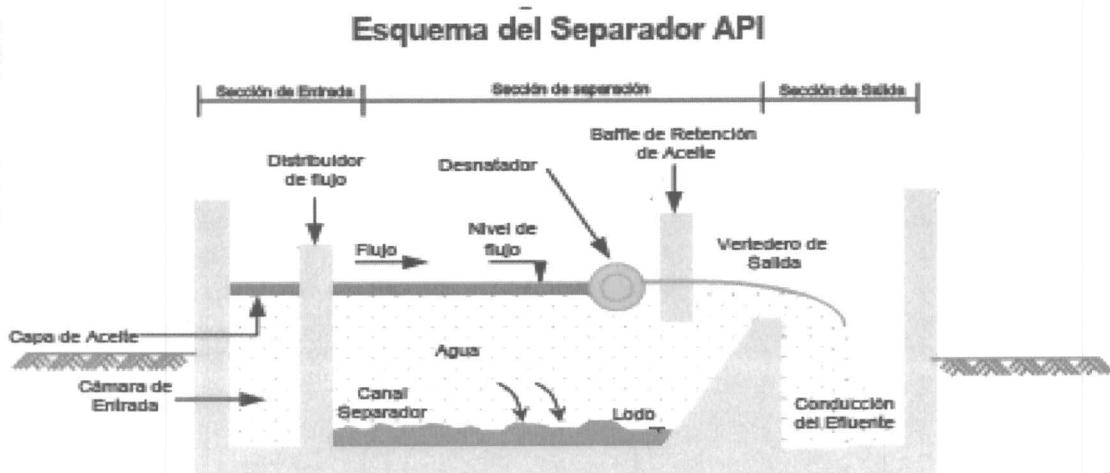 Esquema del Separador API
Sección de Entrada
Sección de separación
Sección de Salida
Baffle de Retención
de Aceite
Distribuidor
de flujo
Desnatador
Flujo
Nivel de
flujo
Vertedero de
Salida
Capa de Aceite
Agua
Cámara de
Entrada
Canal
Separador
Lodo
Conducción
del Efluente